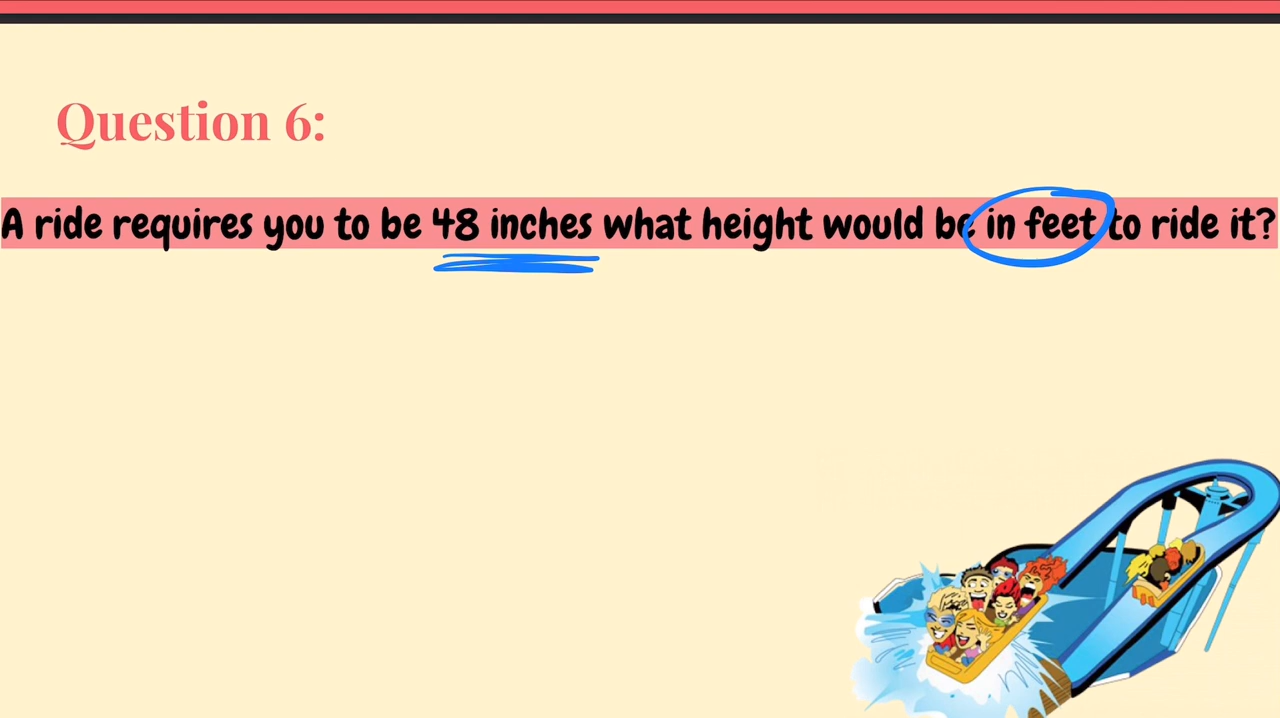 Question 6:
A ride requires you to be 48 inches what height would be in feet to ride it?